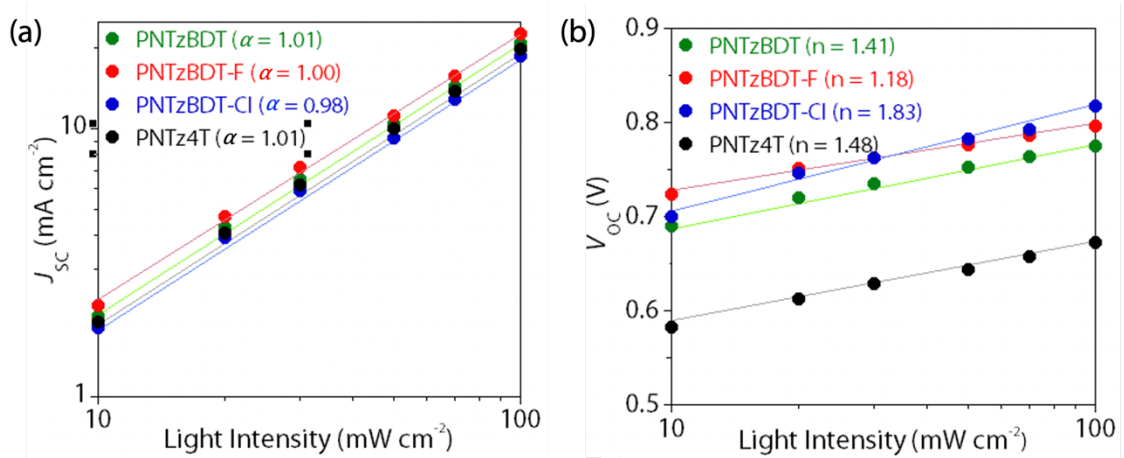 (a)
PNTzBDT (α = 1.01)
PNTzBDT-F (α = 1.00)
PNTzBDT-Cl (α = 0.98)
PNTz4T (α = 1.01)
10
1
J_SC (mA cm⁻²)
10
100
Light Intensity (mW cm⁻²)
(b)
PNTzBDT (n = 1.41)
PNTzBDT-F (n = 1.18)
PNTzBDT-Cl (n = 1.83)
PNTz4T (n = 1.48)
0.9
0.8
0.7
0.6
0.5
V_OC (V)
10
100
Light Intensity (mW cm⁻²)